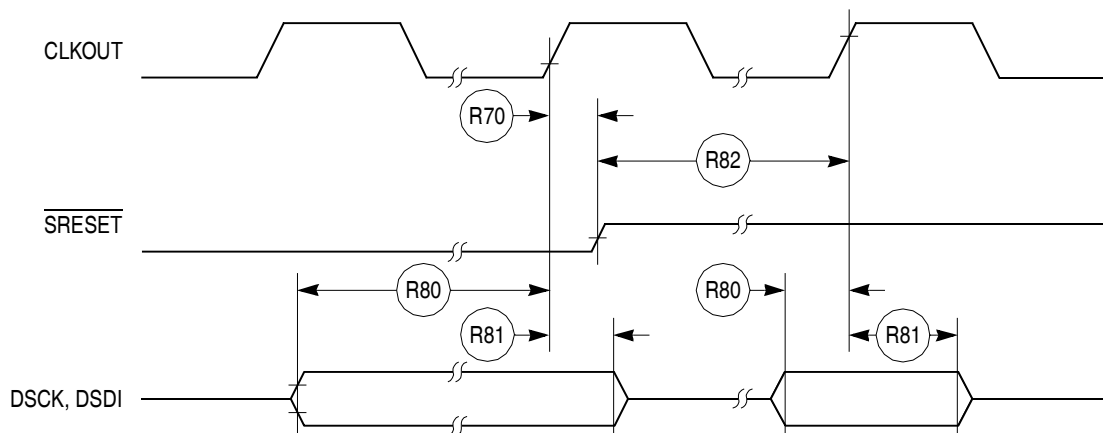 CLKOUT
R70
R82
SRESET
R80
R80
R81
R81
DSCK, DSDI